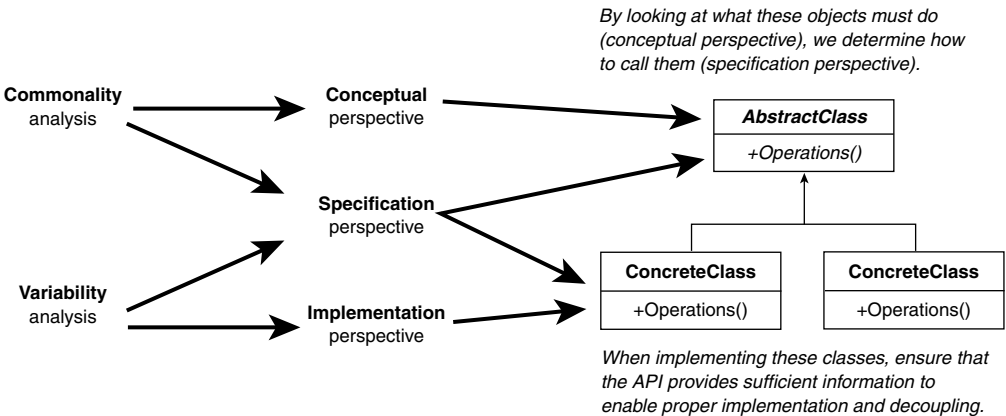 By looking at what these objects must do
(conceptual perspective), we determine how
to call them (specification perspective).
Commonality
analysis
Conceptual
perspective
AbstractClass
+Operations()
Specification
perspective
Variability
analysis
Implementation
perspective
ConcreteClass
+Operations()
ConcreteClass
+Operations()
When implementing these classes, ensure that
the API provides sufficient information to
enable proper implementation and decoupling.